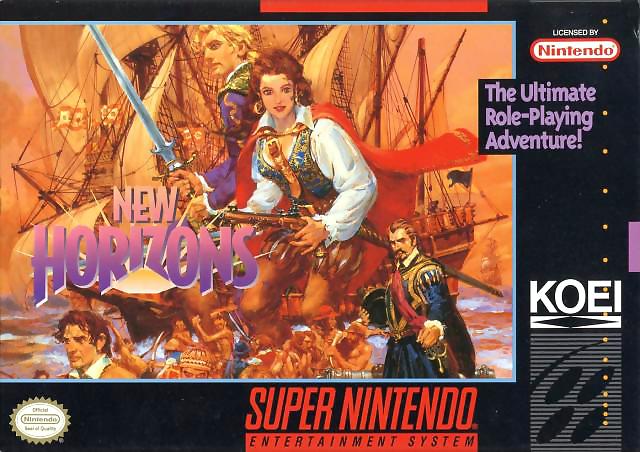 LICENSED BY
Nintendo
The Ultimate
Role-Playing
Adventure!
NEW
HORIZONS
KOEI
Official
Nintendo
Seal of Quality
SUPER NINTENDO
ENTERTAINMENT SYSTEM